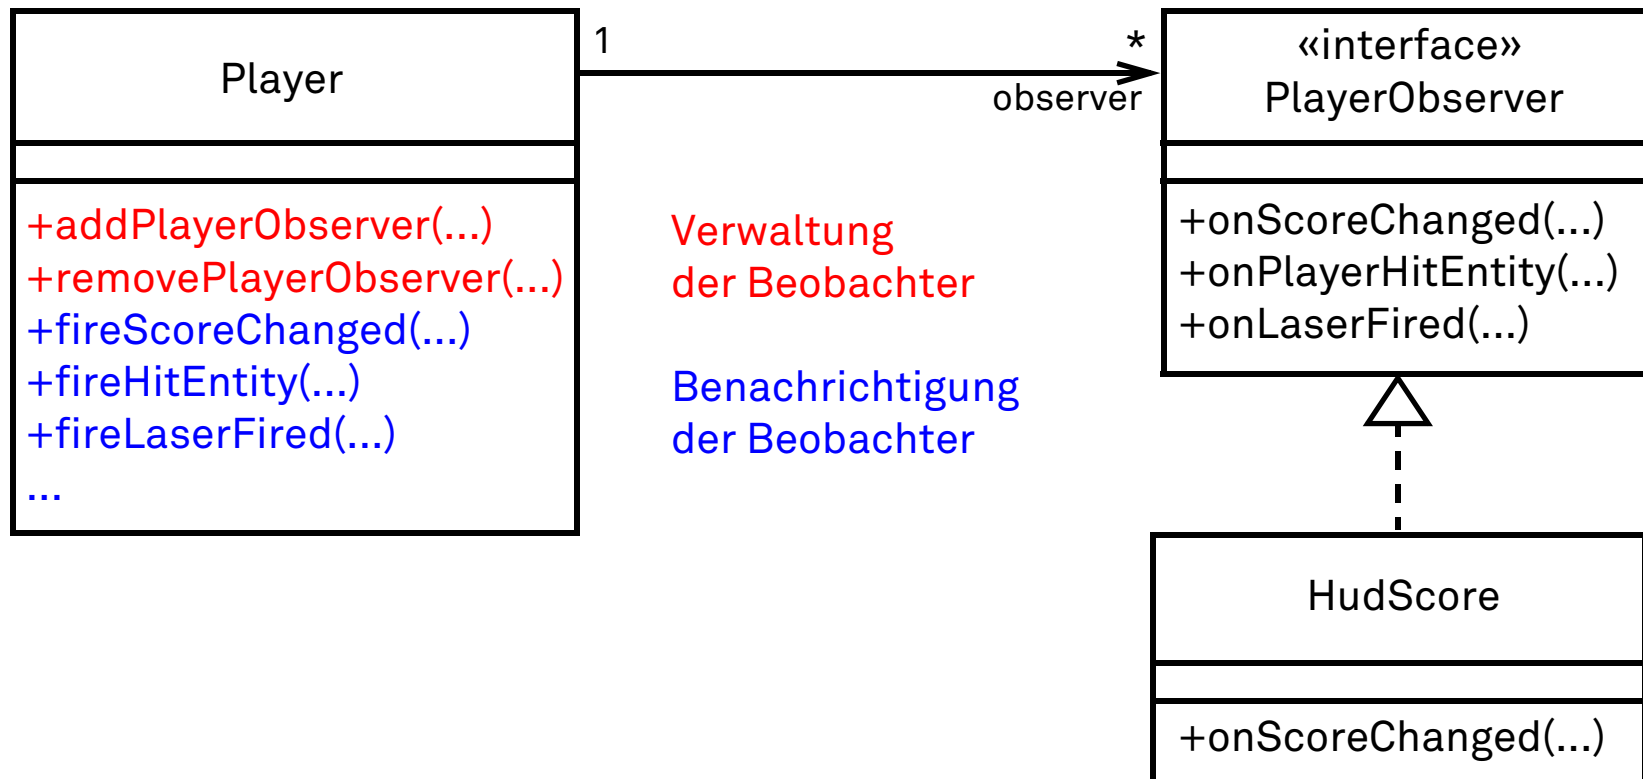 Player
+addPlayerObserver(...)
+removePlayerObserver(...)
+fireScoreChanged(...)
+fireHitEntity(...)
+fireLaserFired(...)
...
1
*
observer
Verwaltung
der Beobachter
Benachrichtigung
der Beobachter
«interface»
PlayerObserver
+onScoreChanged(...)
+onPlayerHitEntity(...)
+onLaserFired(...)
HudScore
+onScoreChanged(...)